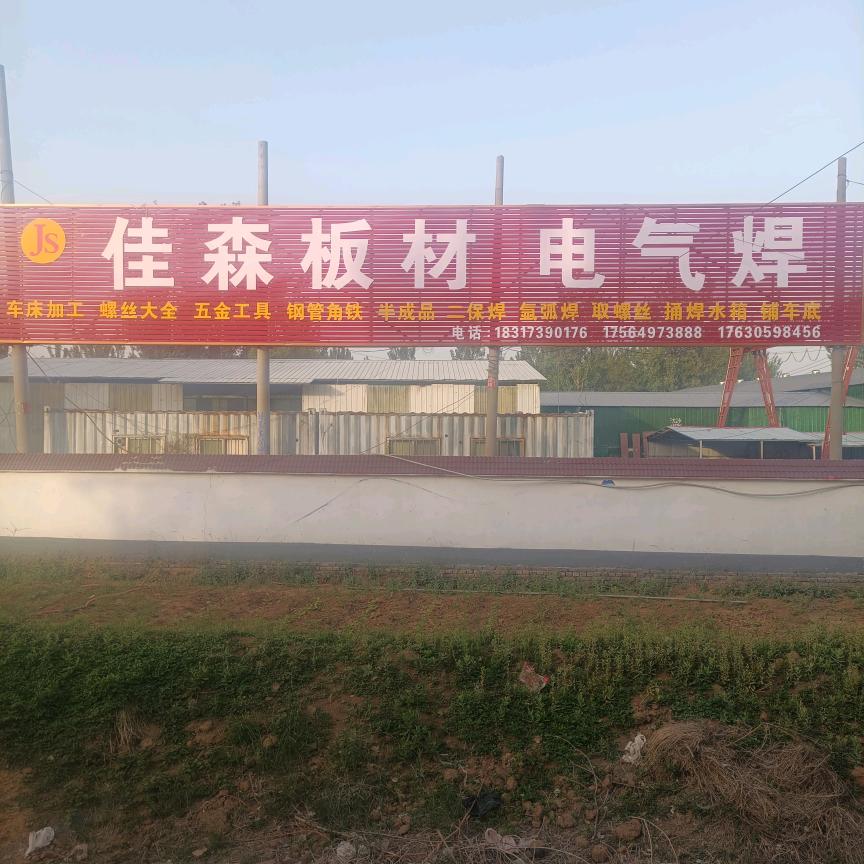 Js
佳森板材 电气焊
车床加工 螺丝大全 五金工具 钢管角铁 半成品 二保焊 氩弧焊 取螺丝 捅焊水箱 铺车底
电话：18317390176 17564973888 17630598456